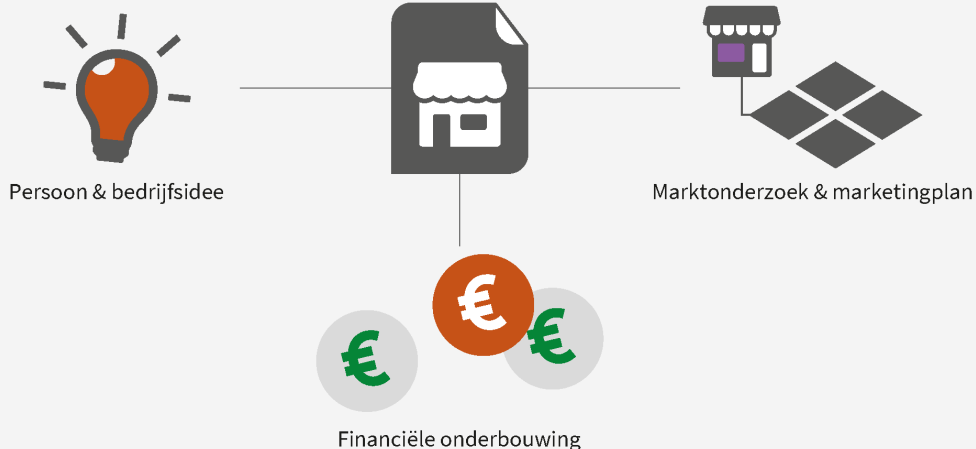 Persoon & bedrijfsidee
Marktonderzoek & marketingplan
€
€
€
Financiële onderbouwing